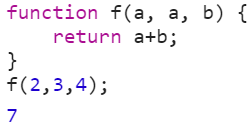 function f(a, a, b) {
    return a+b;
}
f(2,3,4);
7